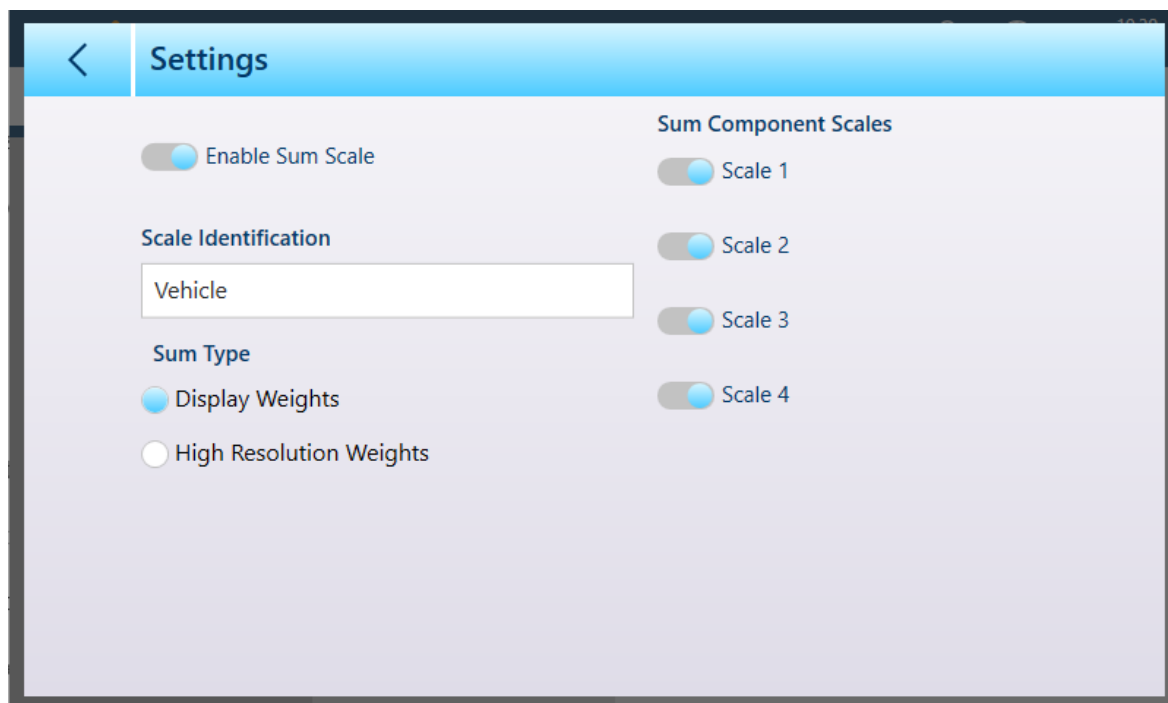 Settings
Enable Sum Scale
Scale Identification
Vehicle
Sum Type
Display Weights
High Resolution Weights
Sum Component Scales
Scale 1
Scale 2
Scale 3
Scale 4